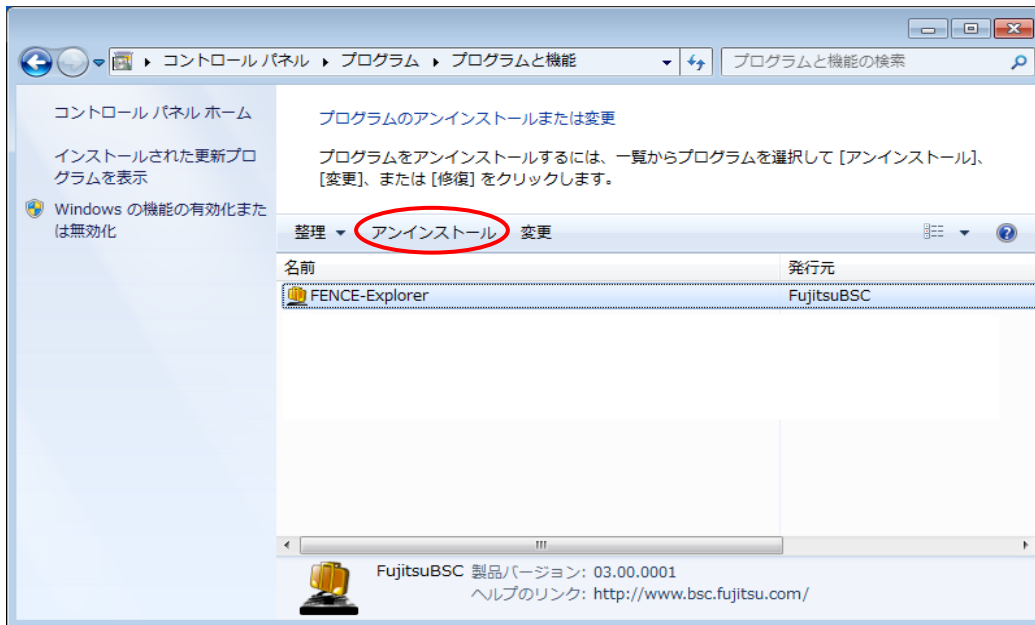 コントロール パネル ▸ プログラム ▸ プログラムと機能
プログラムと機能の検索
コントロール パネル ホーム
インストールされた更新プロ
グラムを表示
Windows の機能の有効化また
は無効化
プログラムのアンインストールまたは変更
プログラムをアンインストールするには、一覧からプログラムを選択して [アンインストール]、
[変更]、または [修復] をクリックします。
整理 アンインストール 変更
名前 発行元
FENCE-Explorer FujitsuBSC
FujitsuBSC 製品バージョン: 03.00.0001
ヘルプのリンク: http://www.bsc.fujitsu.com/